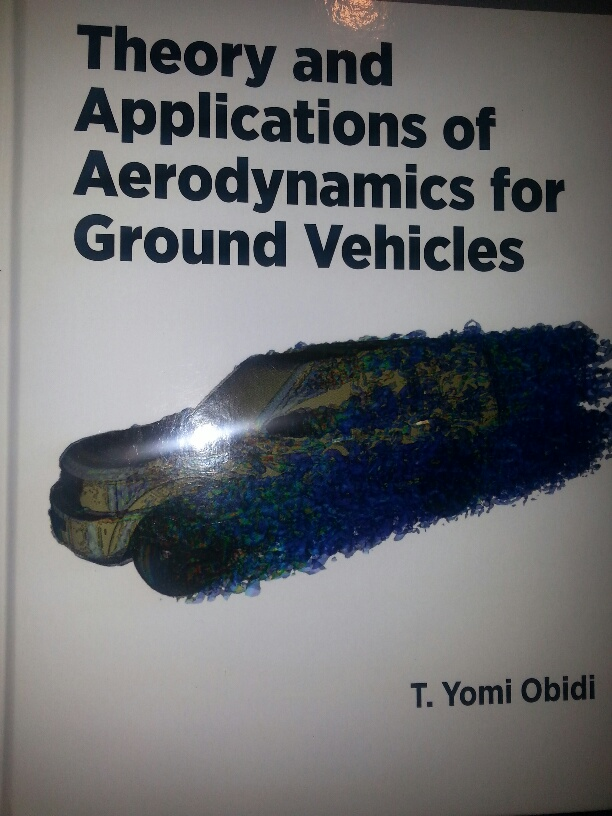 Theory and
Applications of
Aerodynamics for
Ground Vehicles
T. Yomi Obidi